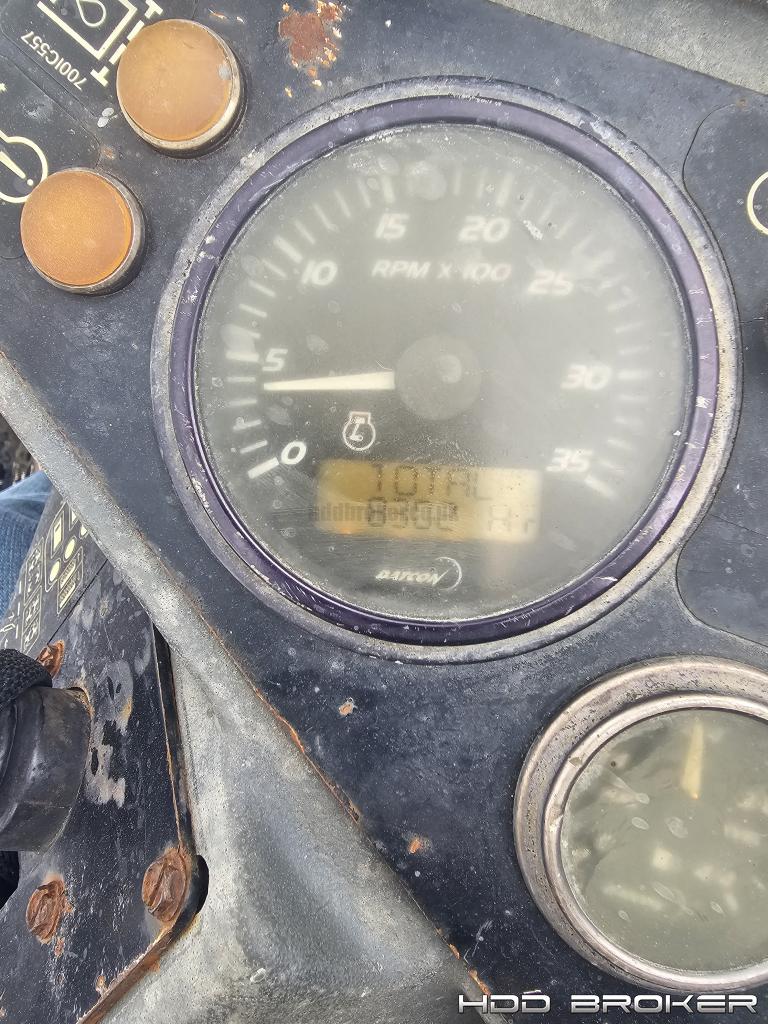 700IC557
15
20
10
RPM X 100
25
5
30
0
35
TOTAL
DATCON
HDD BROKER